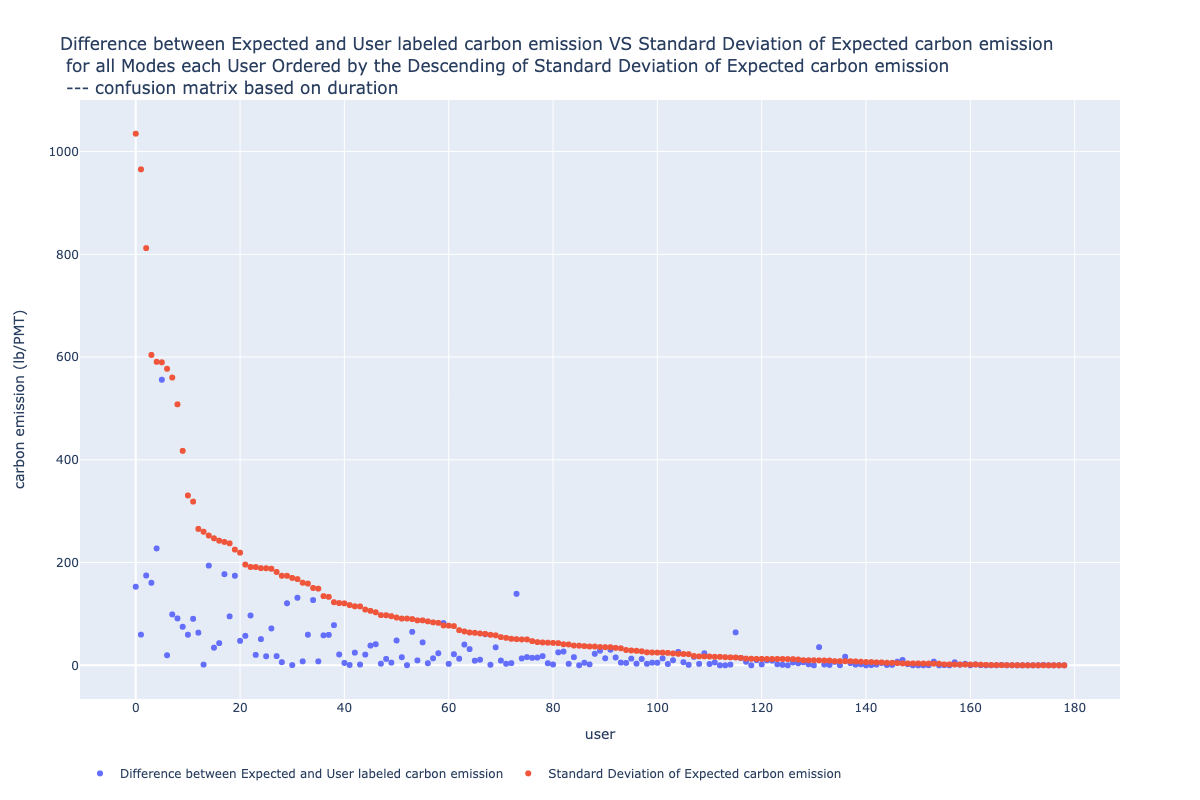 Difference between Expected and User labeled carbon emission VS Standard Deviation of Expected carbon emission
for all Modes each User Ordered by the Descending of Standard Deviation of Expected carbon emission
--- confusion matrix based on duration
carbon emission (lb/PMT)
1000
800
600
400
200
0
0 20 40 60 80 100 120 140 160 180
user
Difference between Expected and User labeled carbon emission Standard Deviation of Expected carbon emission